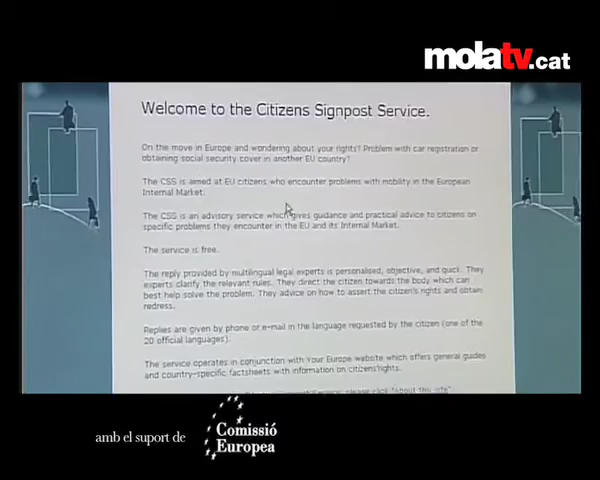 molatv.cat
Welcome to the Citizens Signpost Service.
On the move in Europe and wondering about your rights? Problem with car registration or
obtaining social security cover in another EU country?
The CSS is aimed at EU citizens who encounter problems with mobility in the European
Internal Market.
The CSS is an advisory service which gives guidance and practical advice to citizens on
specific problems they encounter in the EU and its Internal Market.
The service is free.
The reply provided by multilingual legal experts is personalised, objective, and quick. They
experts clarify the relevant rules. They direct the citizen towards the body which can
best help solve the problem. They advice on how to assert the citizen's rights and obtain
redress.
Replies are given by phone or e-mail in the language requested by the citizen (one of the
20 official languages).
The service operates in conjunction with Your Europe website which offers general guides
and country-specific factsheets with information on citizens'rights.
please click "about this site".
amb el suport de
Comissió
Europea